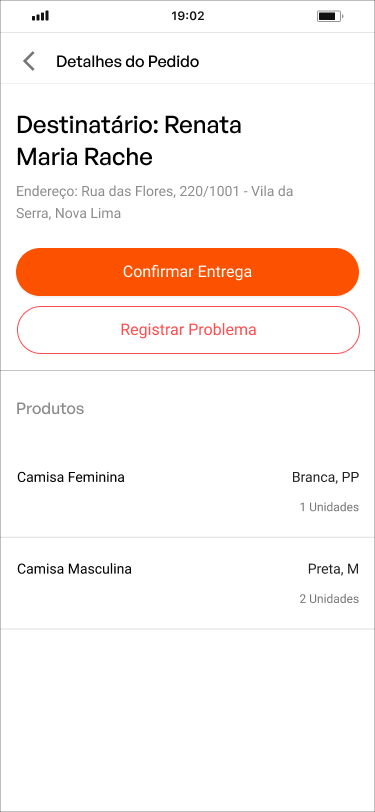 19:02
Detalhes do Pedido
Destinatário: Renata
Maria Rache
Endereço: Rua das Flores, 220/1001 - Vila da
Serra, Nova Lima
Confirmar Entrega
Registrar Problema
Produtos
Camisa Feminina Branca, PP
1 Unidades
Camisa Masculina Preta, M
2 Unidades